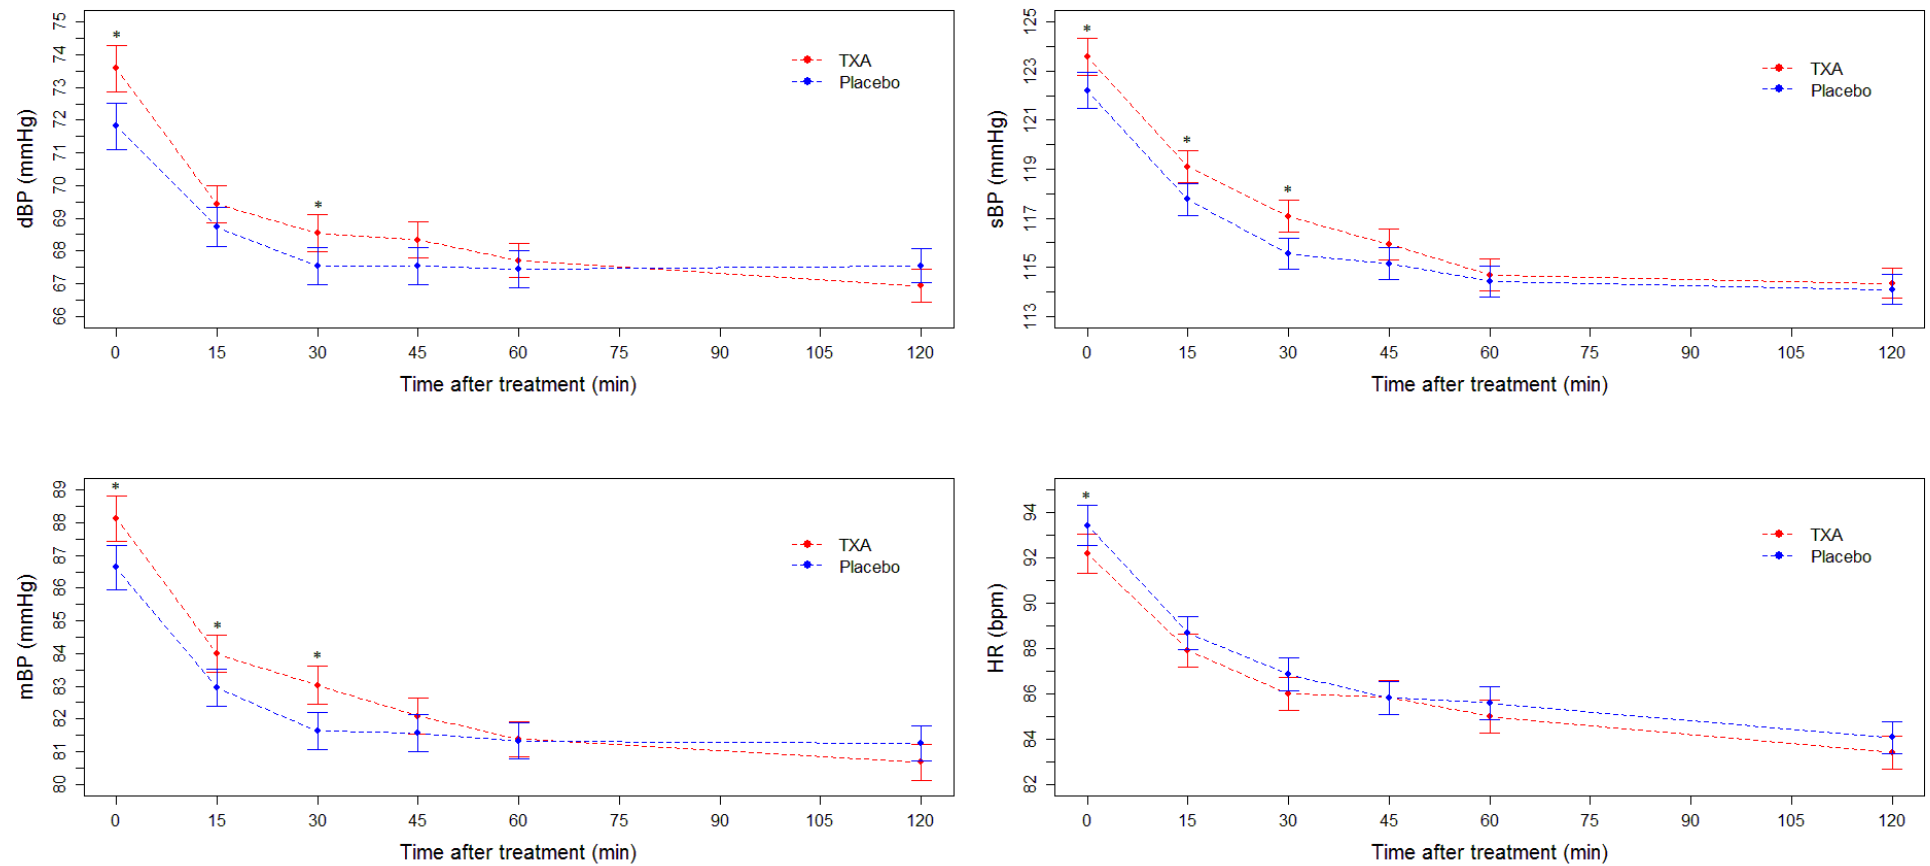 dBP (mmHg)
75
74
73
72
71
70
69
68
67
66
*
*
TXA
Placebo
0 15 30 45 60 75 90 105 120
Time after treatment (min)
sBP (mmHg)
125
123
121
119
117
115
113
*
*
*
TXA
Placebo
0 15 30 45 60 75 90 105 120
Time after treatment (min)
mBP (mmHg)
89
88
87
86
85
84
83
82
81
80
*
*
*
TXA
Placebo
0 15 30 45 60 75 90 105 120
Time after treatment (min)
HR (bpm)
94
92
90
88
86
84
82
*
TXA
Placebo
0 15 30 45 60 75 90 105 120
Time after treatment (min)